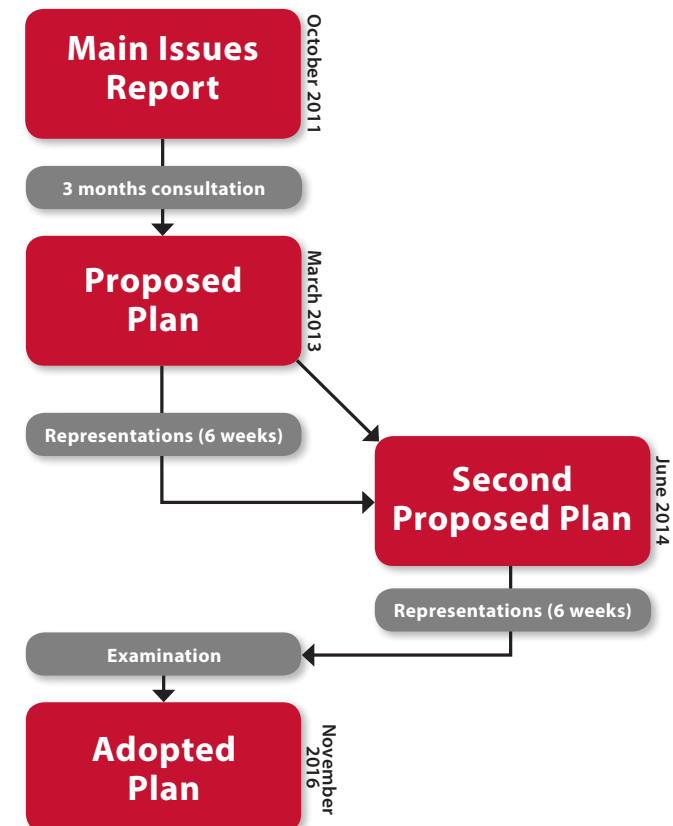 Main Issues
Report
October 2011
3 months consultation
Proposed
Plan
March 2013
Representations (6 weeks)
Second
Proposed Plan
June 2014
Representations (6 weeks)
Examination
Adopted
Plan
November
2016